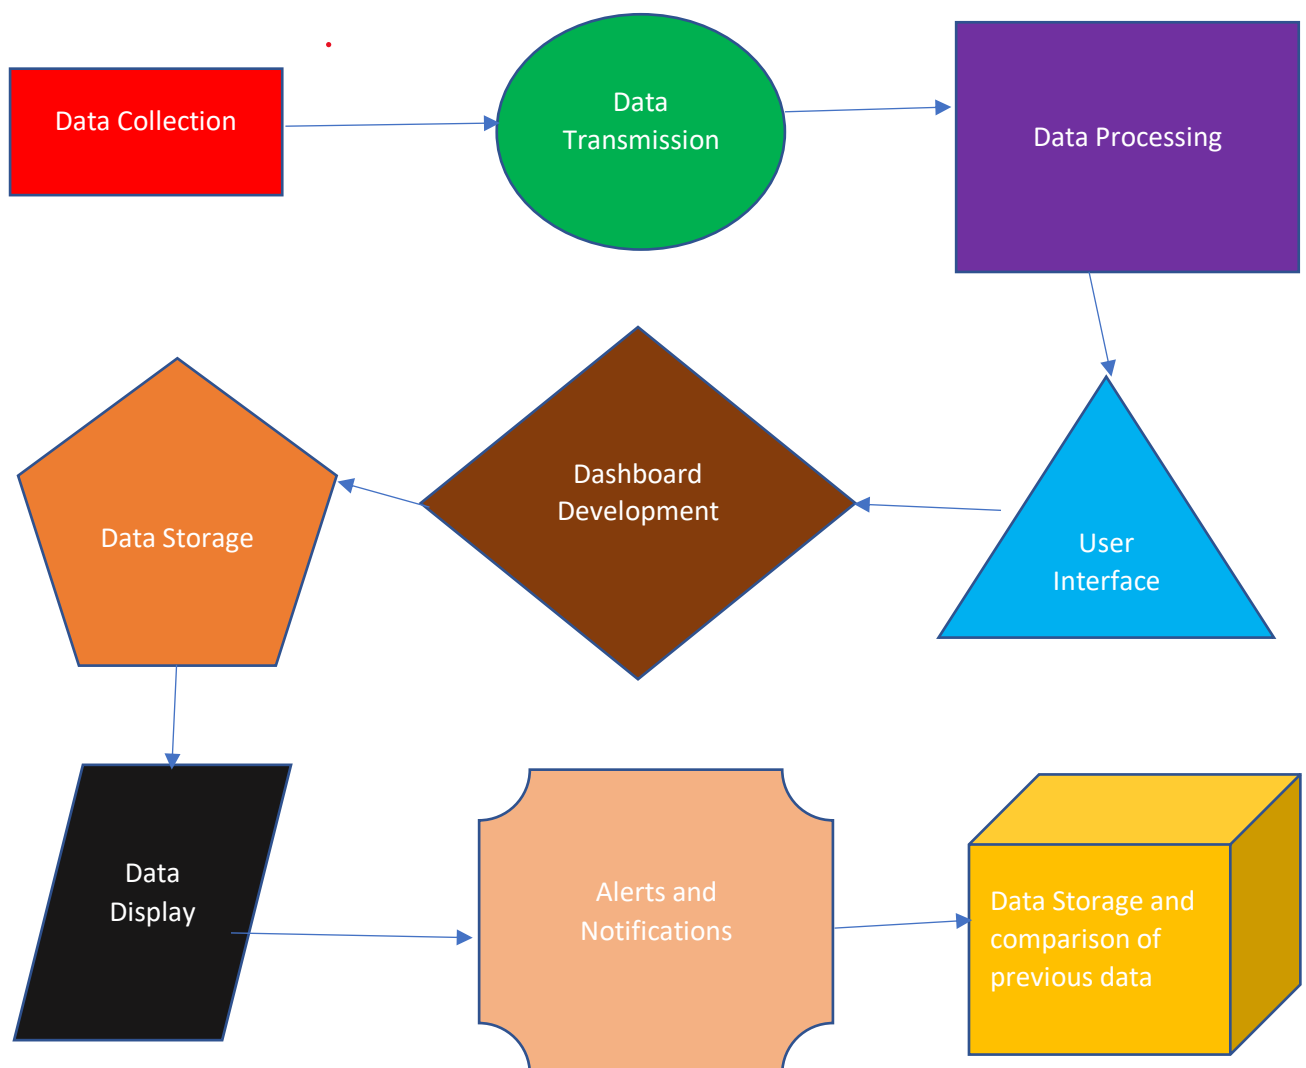 Data Collection
Data
Transmission
Data Processing
Dashboard
Development
Data Storage
User
Interface
Data
Display
Alerts and
Notifications
Data Storage and
comparison of
previous data